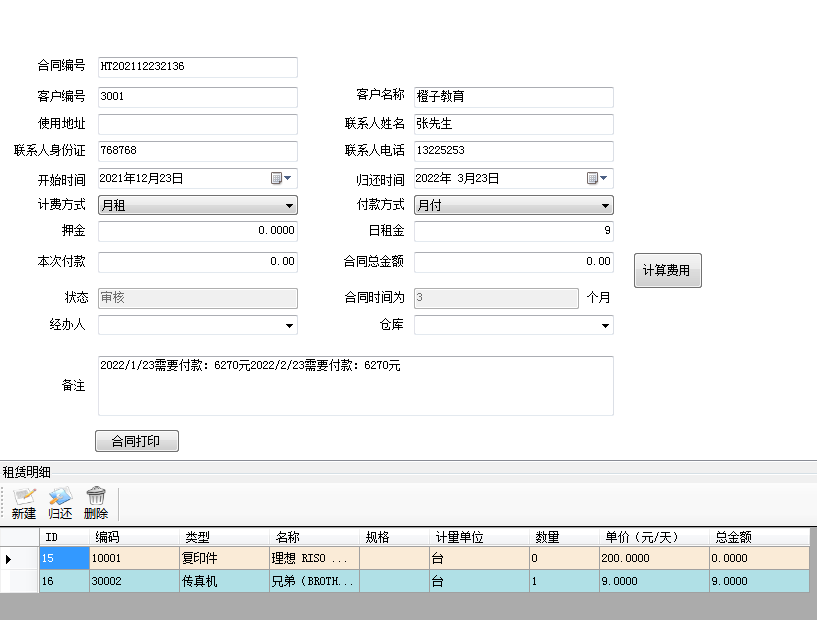 合同编号 HT202112232136
客户编号 3001 客户名称 橙子教育
使用地址 联系人姓名 张先生
联系人身份证 768768 联系人电话 13225253
开始时间 2021年12月23日 归还时间 2022年 3月23日
计费方式 月租 付款方式 月付
押金 0.0000 日租金 9
本次付款 0.00 合同总金额 0.00 计算费用
状态 审核 合同时间为 3 个月
经办人 仓库
备注 2022/1/23需要付款：6270元2022/2/23需要付款：6270元
合同打印
租赁明细
新建 归还 删除
ID 编码 类型 名称 规格 计量单位 数量 单价（元/天） 总金额
15 10001 复印件 理想 RISO ... 台 0 200.0000 0.0000
16 30002 传真机 兄弟（BROTH... 台 1 9.0000 9.0000